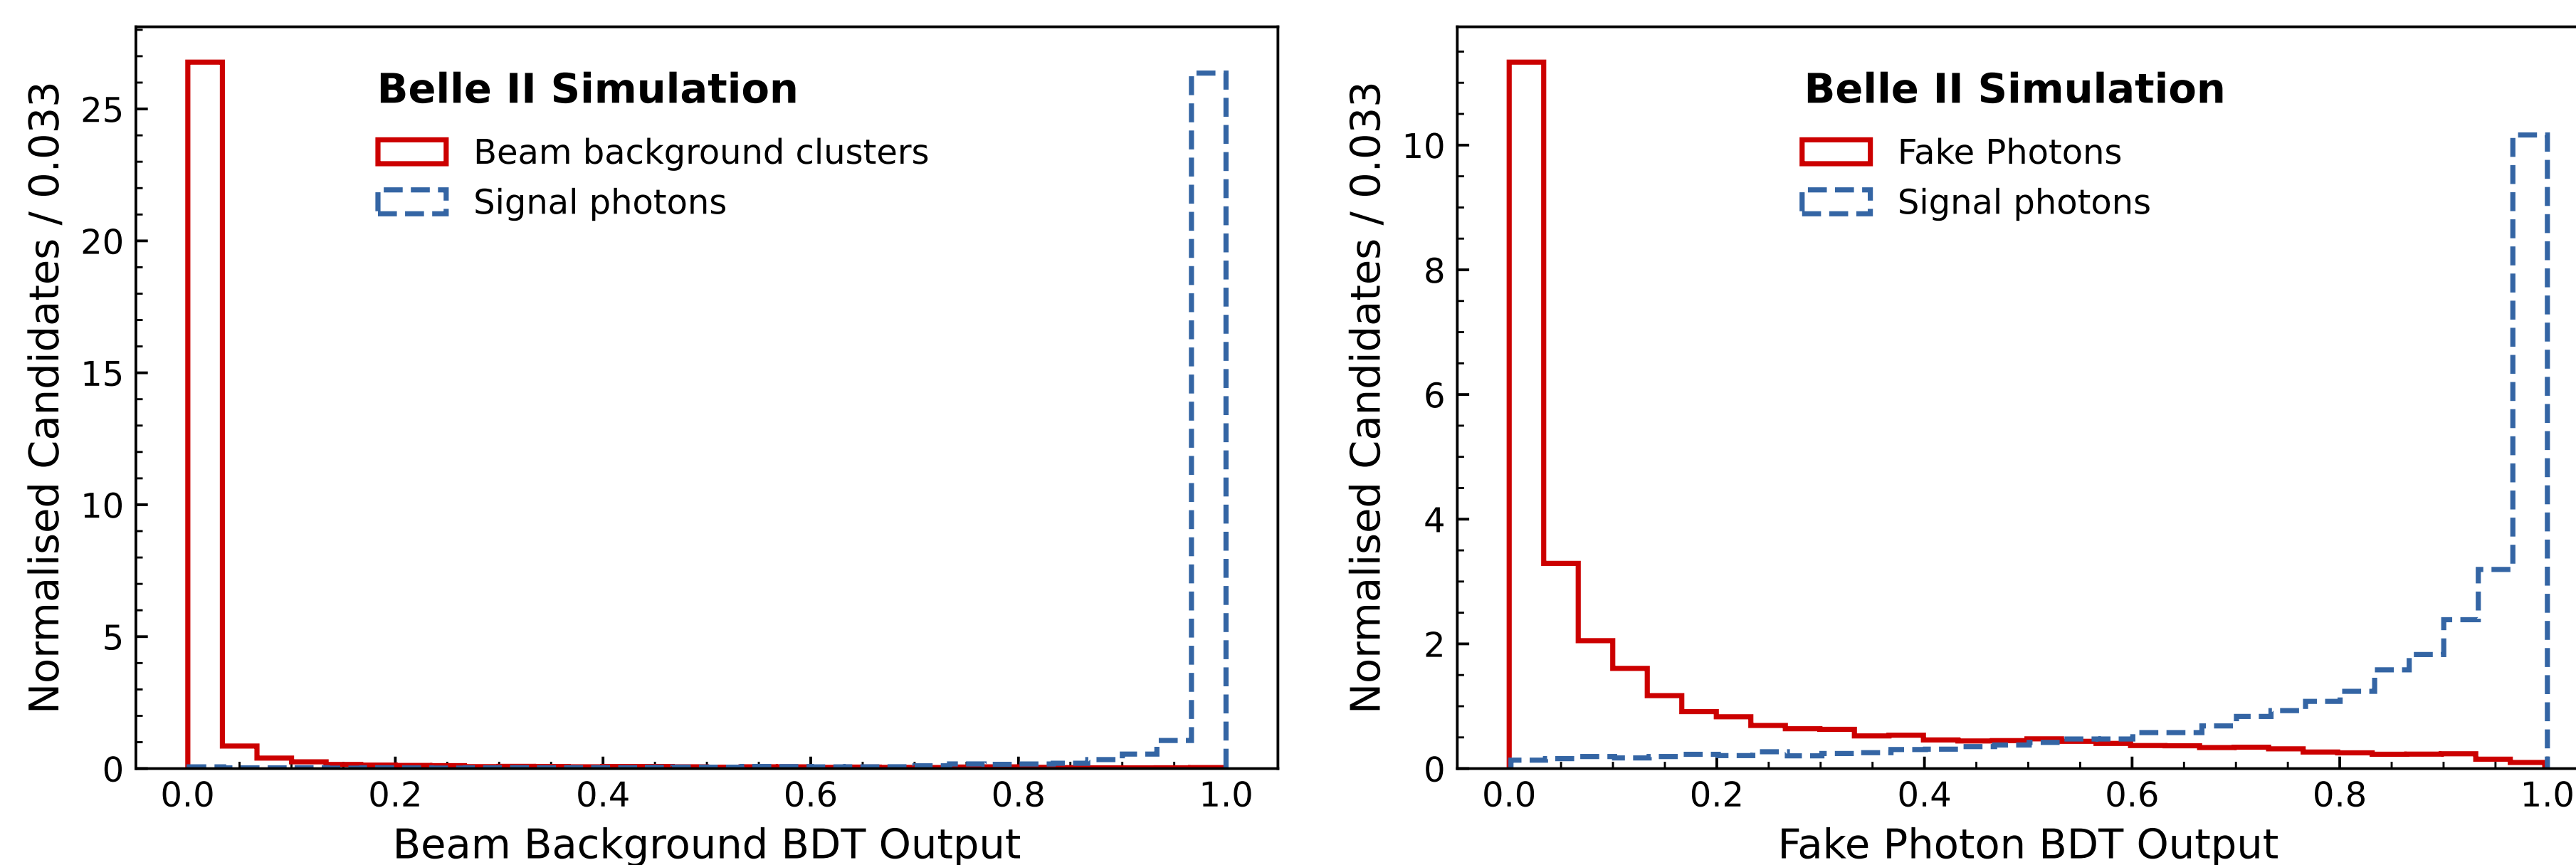 Belle II Simulation
Beam background clusters
Signal photons
Normalised Candidates / 0.033
25
20
15
10
5
0
0.0 0.2 0.4 0.6 0.8 1.0
Beam Background BDT Output
Belle II Simulation
Fake Photons
Signal photons
Normalised Candidates / 0.033
10
8
6
4
2
0
0.0 0.2 0.4 0.6 0.8 1.0
Fake Photon BDT Output